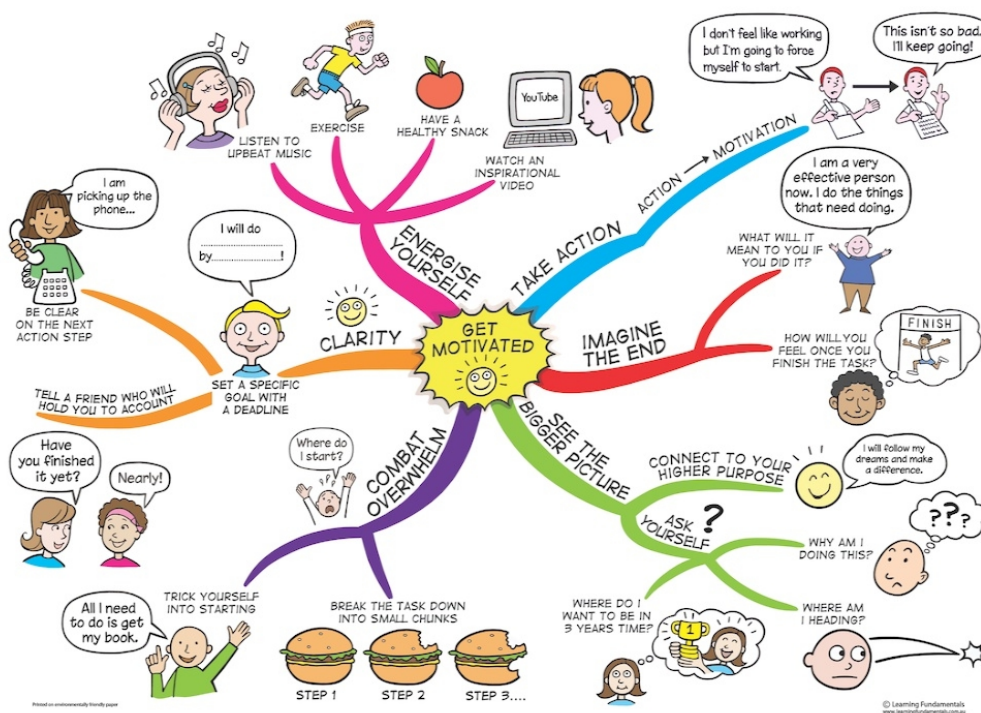 GET
MOTIVATED
TAKE ACTION
ACTION → MOTIVATION
I don't feel like working
but I'm going to force
myself to start.
This isn't so bad.
I'll keep going!
IMAGINE
THE END
WHAT WILL IT
MEAN TO YOU IF
YOU DID IT?
I am a very
effective person
now. I do the things
that need doing.
HOW WILL YOU
FEEL ONCE YOU
FINISH THE TASK?
FINISH
SEE THE
BIGGER PICTURE
CONNECT TO YOUR
HIGHER PURPOSE
I will follow my
dreams and make
a difference.
ASK
YOURSELF
?
WHY AM I
DOING THIS?
???
WHERE AM
I HEADING?
WHERE DO I
WANT TO BE IN
3 YEARS TIME?
1
COMBAT
OVERWHELM
Where do
I start?
BREAK THE TASK DOWN
INTO SMALL CHUNKS
STEP 1
STEP 2
STEP 3....
TRICK YOURSELF
INTO STARTING
All I need
to do is get
my book.
CLARITY
SET A SPECIFIC
GOAL WITH
A DEADLINE
I will do
........................
by..................!
TELL A FRIEND WHO WILL
HOLD YOU TO ACCOUNT
Have
you finished
it yet?
Nearly!
BE CLEAR
ON THE NEXT
ACTION STEP
I am
picking up the
phone...
ENERGISE
YOURSELF
LISTEN TO
UPBEAT MUSIC
EXERCISE
HAVE A
HEALTHY SNACK
WATCH AN
INSPIRATIONAL
VIDEO
YouTube
Printed on environmentally friendly paper
© Learning Fundamentals
www.learningfundamentals.com.au